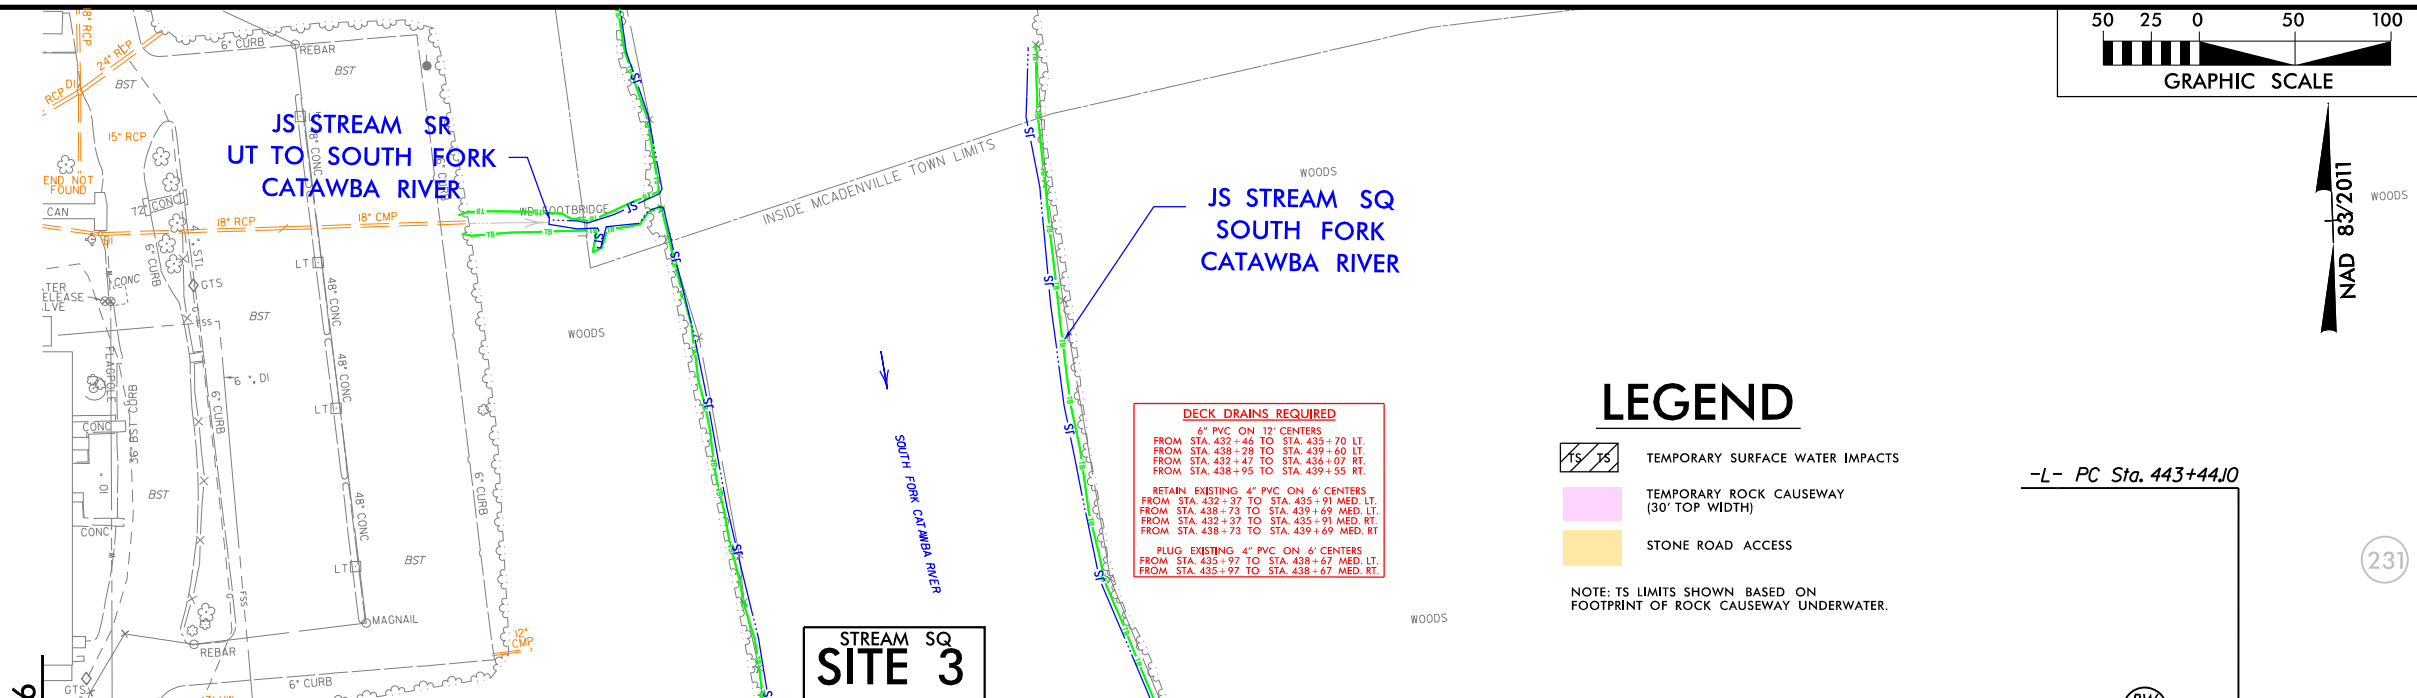 50 25 0 50 100
GRAPHIC SCALE
NAD 83/2011
18" RCP
24" RCP
6" CURB
REBAR
BST
BST
RCP
DI
15" RCP
JS STREAM SR
UT TO SOUTH FORK
CATAWBA RIVER
END NOT
FOUND
CAN
72" CONC
18" RCP
18" CMP
WD FOOTBRIDGE
INSIDE MCADENVILLE TOWN LIMITS
WOODS
WOODS
JS STREAM SQ
SOUTH FORK
CATAWBA RIVER
LT
48" CONC
6" CURB
GTS
CONC
BST
FSS
WOODS
6", DI
FLAGPOLE
36" BST CURB
6" CURB
LT
48" CONC
48" CONC
CONC
BST
CONC
6" CURB
LT
BST
MAGNAIL
REBAR
FSS
G
GTS
6" CURB
12"
CMP
SOUTH FORK CATAWBA RIVER
DECK DRAINS REQUIRED
6" PVC ON 12' CENTERS
FROM STA. 432+46 TO STA. 435+70 LT.
FROM STA. 438+28 TO STA. 439+60 LT.
FROM STA. 432+47 TO STA. 436+07 RT.
FROM STA. 438+95 TO STA. 439+55 RT.
RETAIN EXISTING 4" PVC ON 6' CENTERS
FROM STA. 432+37 TO STA. 435+91 MED. LT.
FROM STA. 438+73 TO STA. 439+69 MED. LT.
FROM STA. 432+37 TO STA. 435+91 MED. RT.
FROM STA. 438+73 TO STA. 439+69 MED. RT
PLUG EXISTING 4" PVC ON 6' CENTERS
FROM STA. 435+97 TO STA. 438+67 MED. LT.
FROM STA. 435+97 TO STA. 438+67 MED. RT.
STREAM SQ
SITE 3
WOODS
LEGEND
TS TS TEMPORARY SURFACE WATER IMPACTS
TEMPORARY ROCK CAUSEWAY
(30' TOP WIDTH)
STONE ROAD ACCESS
NOTE: TS LIMITS SHOWN BASED ON
FOOTPRINT OF ROCK CAUSEWAY UNDERWATER.
-L- PC Sta. 443+44.10
231